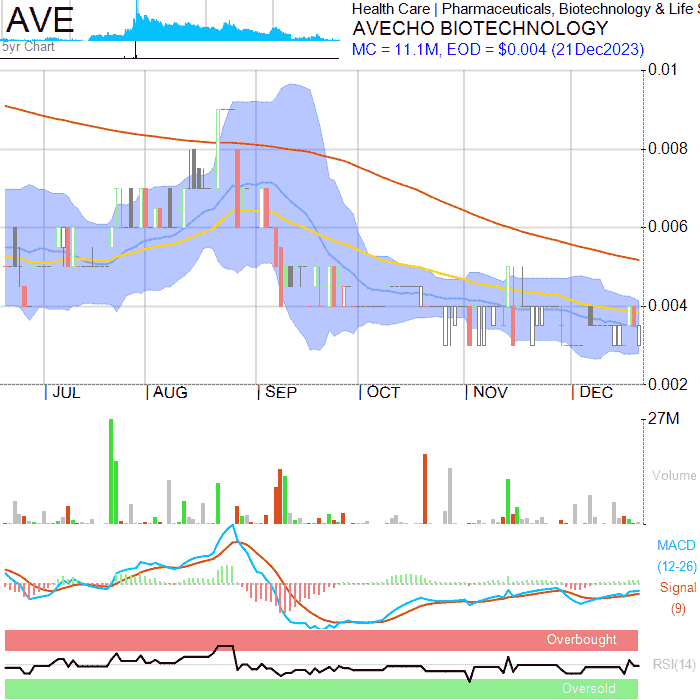 AVE
5yr Chart
Health Care | Pharmaceuticals, Biotechnology & Life
AVECHO BIOTECHNOLOGY
MC = 11.1M, EOD = $0.004 (21Dec2023)
0.01
0.008
0.006
0.004
0.002
JUL
AUG
SEP
OCT
NOV
DEC
27M
Volume
MACD
(12-26)
Signal
(9)
Overbought
RSI(14)
Oversold